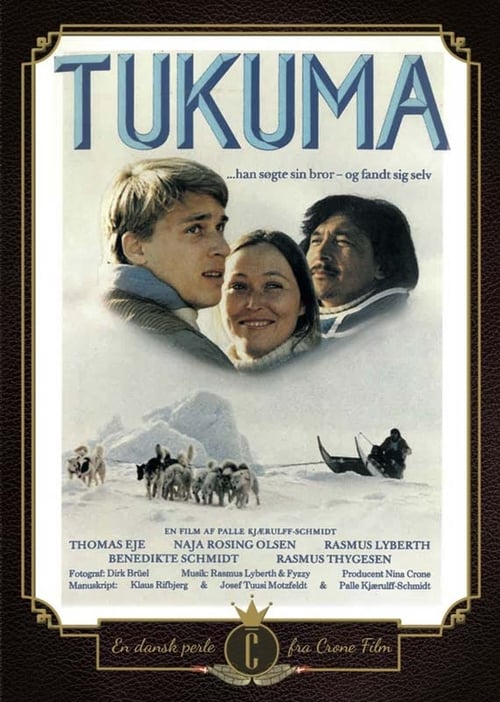 TUKUMA
...han søgte sin bror – og fandt sig selv
EN FILM AF PALLE KJÆRULFF-SCHMIDT
THOMAS EJE NAJA ROSING OLSEN RASMUS LYBERTH
BENEDIKTE SCHMIDT RASMUS THYGESEN
Fotograf: Dirk Brüel Musik: Rasmus Lyberth & Fyzzy Producent Nina Crone
Manuskript: Klaus Rifbjerg & Josef Tuusi Motzfeldt & Palle Kjærulff-Schmidt
En dansk perle C fra Crone Film